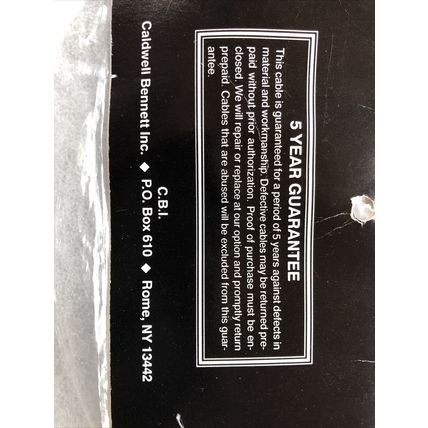 5 YEAR GUARANTEE
This cable is guaranteed for a period of 5 years against defects in
material and workmanship. Defective cables may be returned pre-
paid without prior authorization. Proof of purchase must be en-
closed. We will repair or replace at our option and promptly return
prepaid. Cables that are abused will be excluded from this guar-
antee.
C.B.I.
Caldwell Bennett Inc. ◆ P.O. Box 610 ◆ Rome, NY 13442